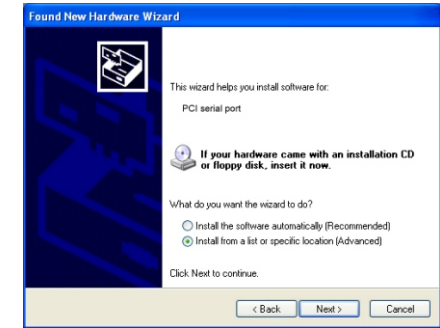 Found New Hardware Wizard
This wizard helps you install software for:
PCI serial port
If your hardware came with an installation CD
or floppy disk, insert it now.
What do you want the wizard to do?
Install the software automatically (Recommended)
Install from a list or specific location (Advanced)
Click Next to continue.
< Back Next > Cancel